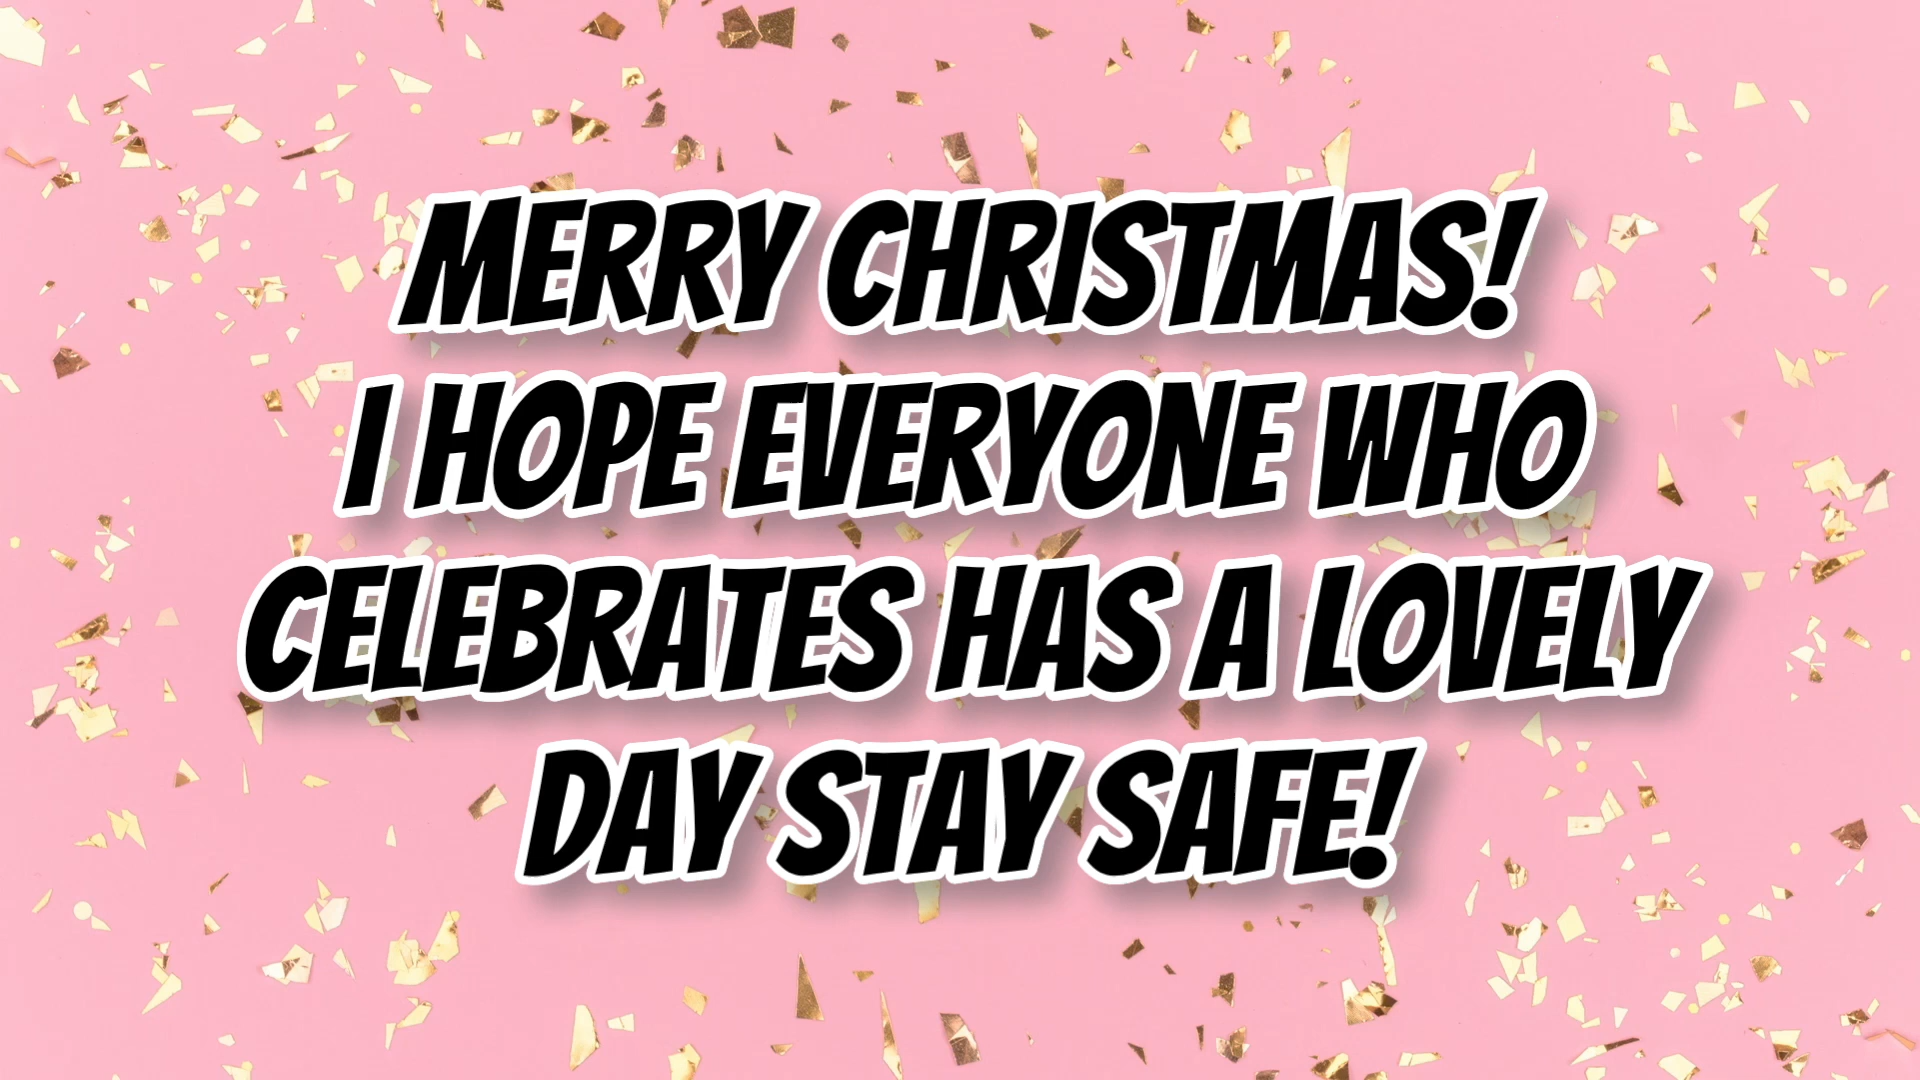 MERRY CHRISTMAS!
I HOPE EVERYONE WHO
CELEBRATES HAS A LOVELY
DAY STAY SAFE!